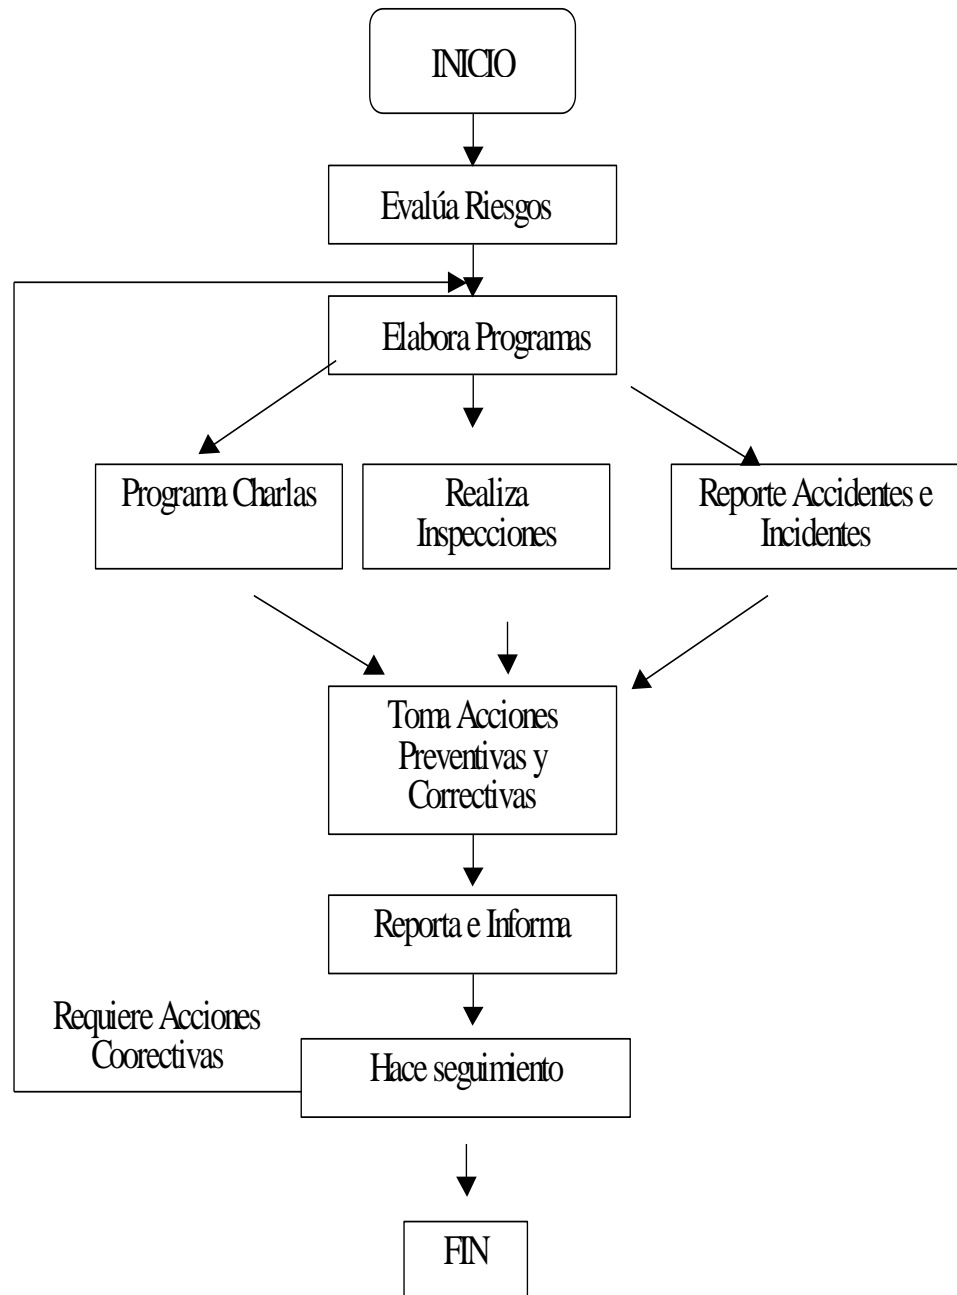 INICIO
Evalúa Riesgos
Elabora Programas
Programa Charlas
Realiza
Inspecciones
Reporte Accidentes e
Incidentes
Toma Acciones
Preventivas y
Correctivas
Reporta e Informa
Requiere Acciones
Coorectivas
Hace seguimiento
FIN